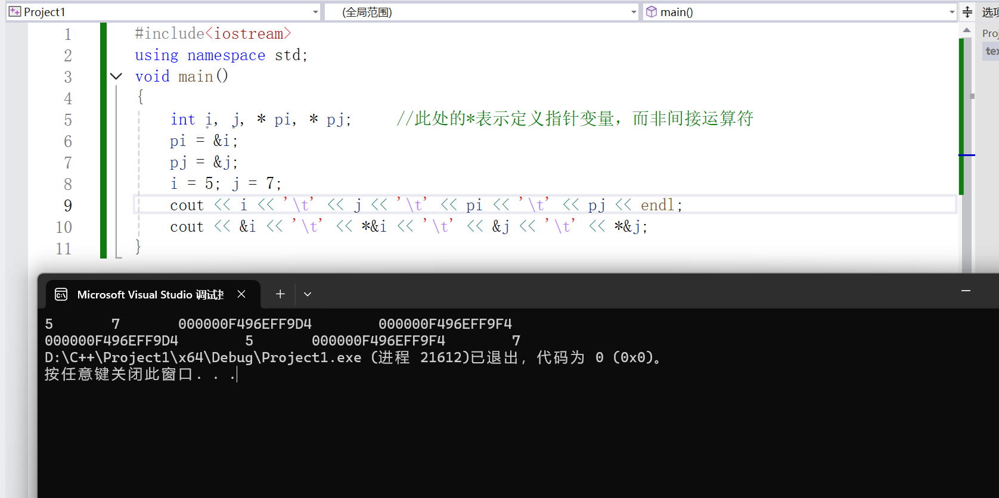 Project1 (全局范围) main() 选项
Proj
tex
1 #include<iostream>
2 using namespace std;
3 void main()
4 {
5 int i, j, * pi, * pj; //此处的*表示定义指针变量，而非间接运算符
6 pi = &i;
7 pj = &j;
8 i = 5; j = 7;
9 cout << i << '\t' << j << '\t' << pi << '\t' << pj << endl;
10 cout << &i << '\t' << *&i << '\t' << &j << '\t' << *&j;
11 }
Microsoft Visual Studio 调试
5 7 000000F496EFF9D4 000000F496EFF9F4
000000F496EFF9D4 5 000000F496EFF9F4 7
D:\C++\Project1\x64\Debug\Project1.exe (进程 21612)已退出，代码为 0 (0x0)。
按任意键关闭此窗口. . .